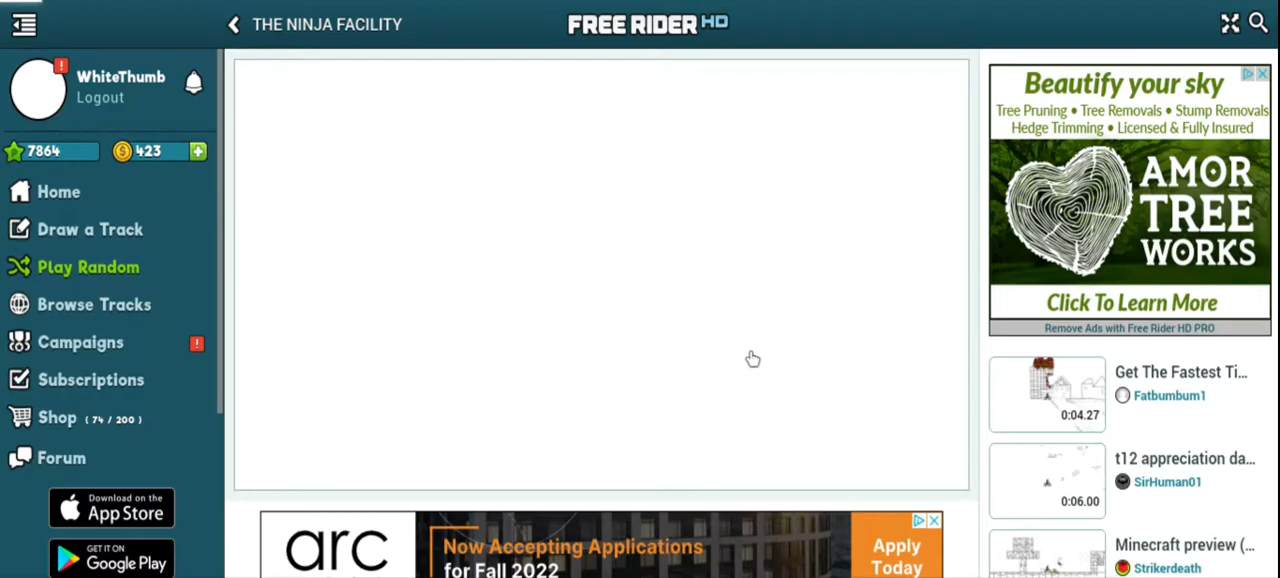 THE NINJA FACILITY
FREE RIDER HD
!
WhiteThumb
Logout
7864
423
Home
Draw a Track
Play Random
Browse Tracks
Campaigns
!
Subscriptions
Shop ( 74 / 200 )
Forum
Download on the
App Store
GET IT ON
Google Play
Beautify your sky
Tree Pruning • Tree Removals • Stump Removals
Hedge Trimming • Licensed & Fully Insured
AMOR
TREE
WORKS
Click To Learn More
Remove Ads with Free Rider HD PRO
Get The Fastest Ti...
Fatbumbum1
0:04.27
t12 appreciation da...
SirHuman01
0:06.00
Minecraft preview (...
Strikerdeath
arc
Now Accepting Applications
for Fall 2022
Apply
Today